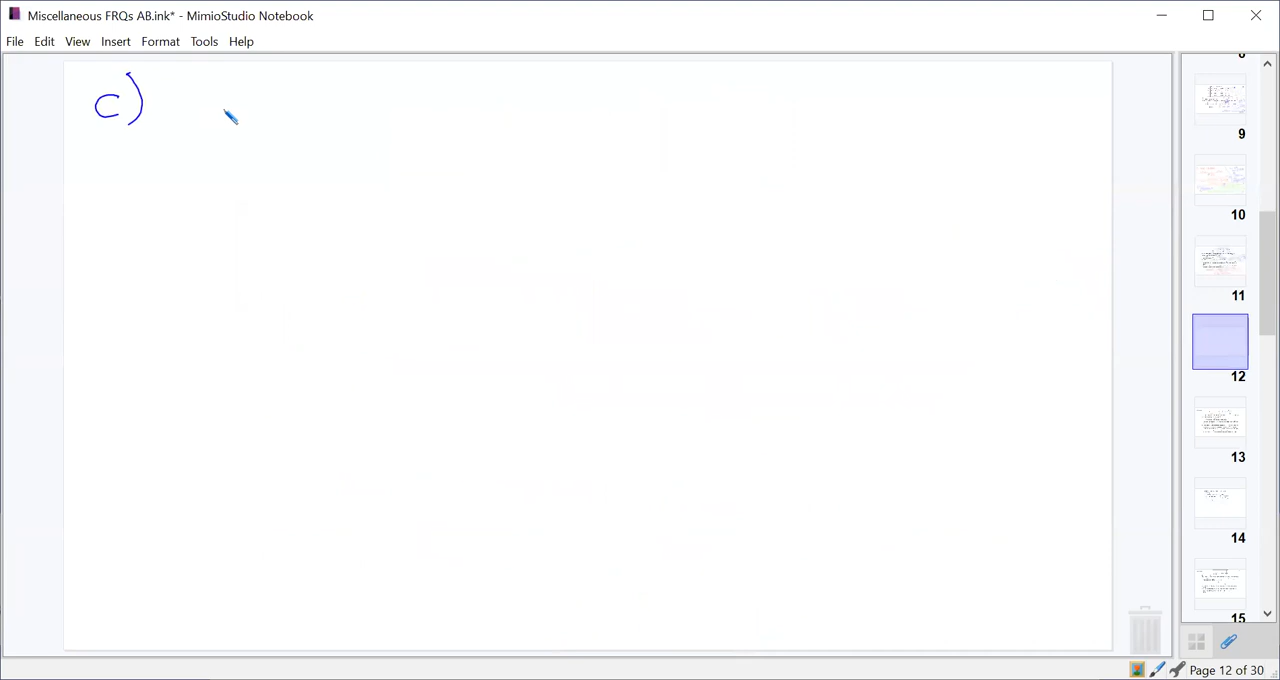 Miscellaneous FRQs AB.ink* - MimioStudio Notebook
File Edit View Insert Format Tools Help
c)
9
10
11
12
13
14
15
Page 12 of 30